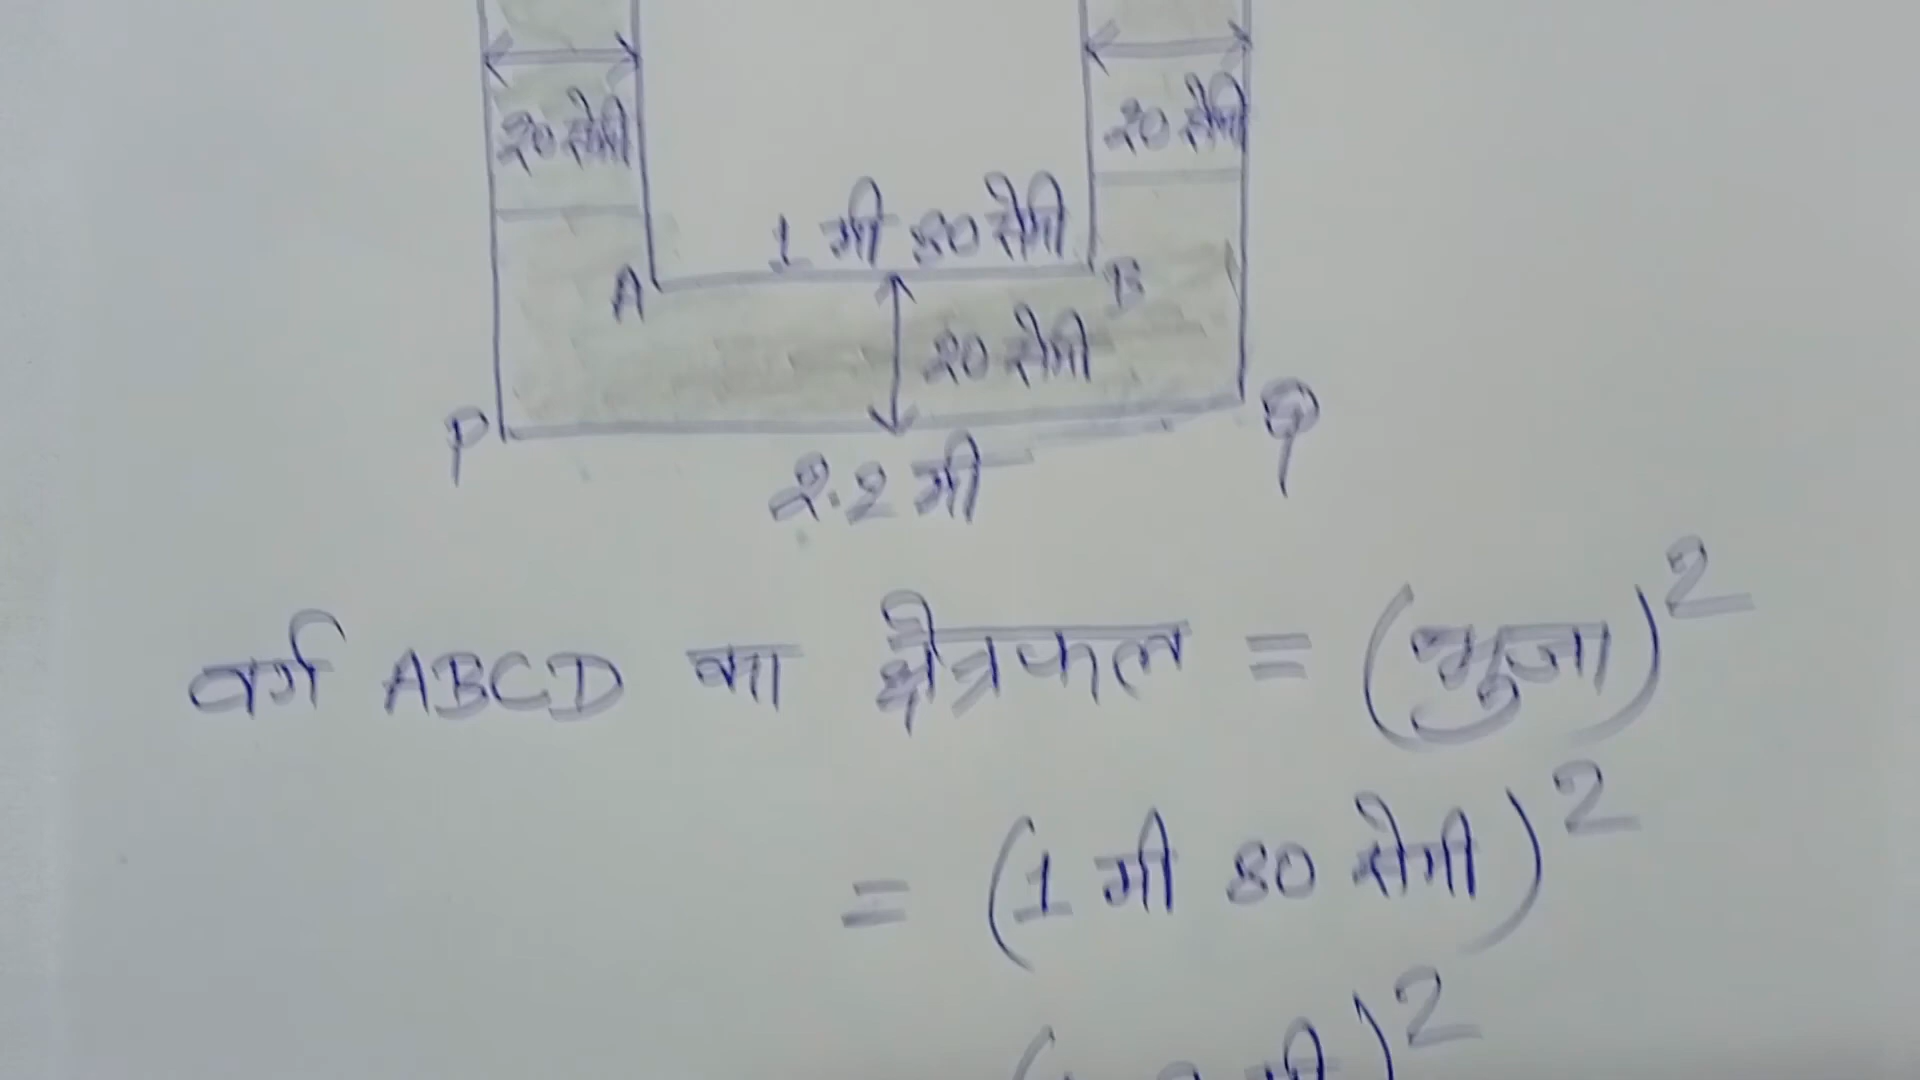 20 सेमी 20 सेमी
1 मी 80 सेमी
A B
20 सेमी
P Q
2.2 मी
वर्ग ABCD का क्षेत्रफल = (भुजा)²
= (1 मी 80 सेमी)²